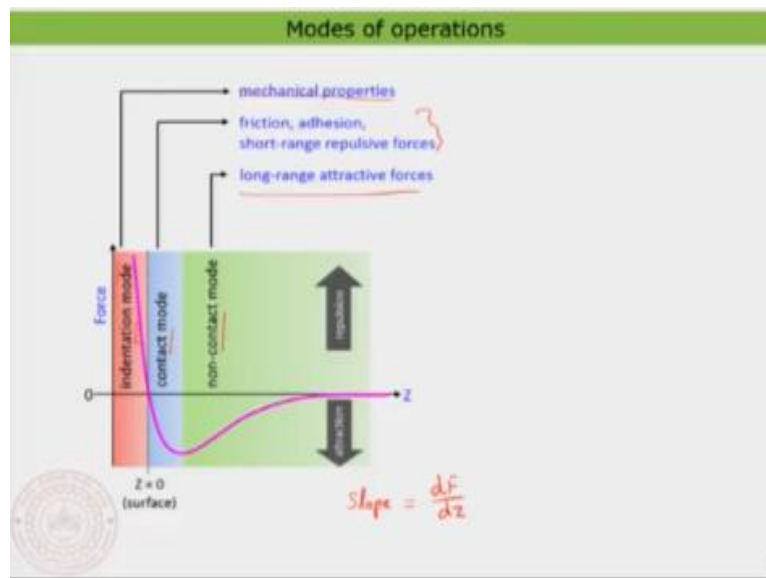 Modes of operations
mechanical properties
friction, adhesion,
short-range repulsive forces
long-range attractive forces
Force
indentation mode
contact mode
non-contact mode
repulsive
attraction
0
Z
Z = 0
(surface)
Slope = dF/dz